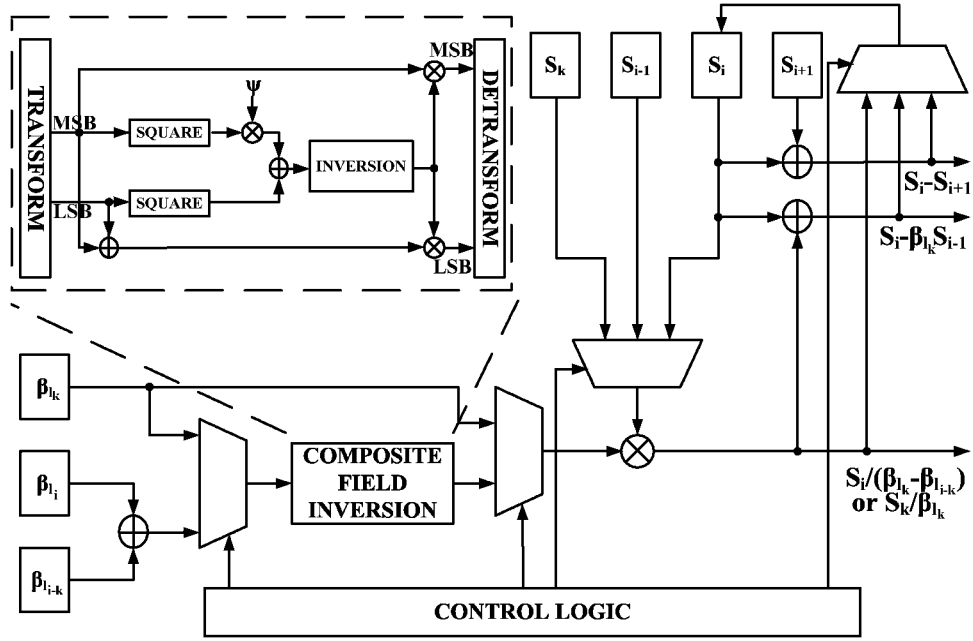 TRANSFORM
MSB
LSB
SQUARE
SQUARE
Ψ
INVERSION
MSB
LSB
DETRANSFORM
S_k
S_{i-1}
S_i
S_{i+1}
S_i-S_{i+1}
S_i-β_{l_k}S_{i-1}
β_{l_k}
β_{l_i}
β_{l_{i-k}}
COMPOSITE
FIELD
INVERSION
S_i/(β_{l_k}-β_{l_{i-k}})
or S_k/β_{l_k}
CONTROL LOGIC